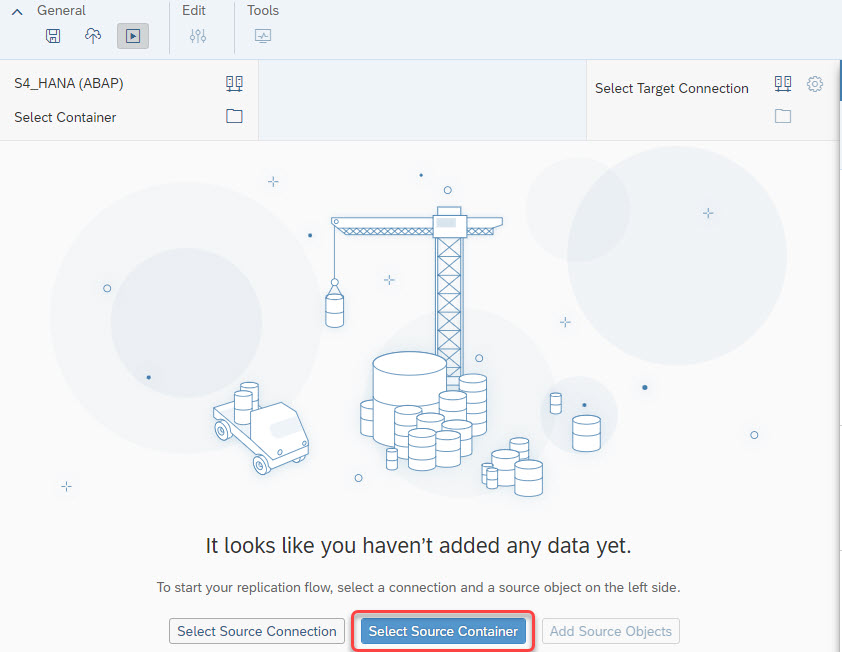 General
Edit
Tools
S4_HANA (ABAP)
Select Container
Select Target Connection
It looks like you haven’t added any data yet.
To start your replication flow, select a connection and a source object on the left side.
Select Source Connection
Select Source Container
Add Source Objects